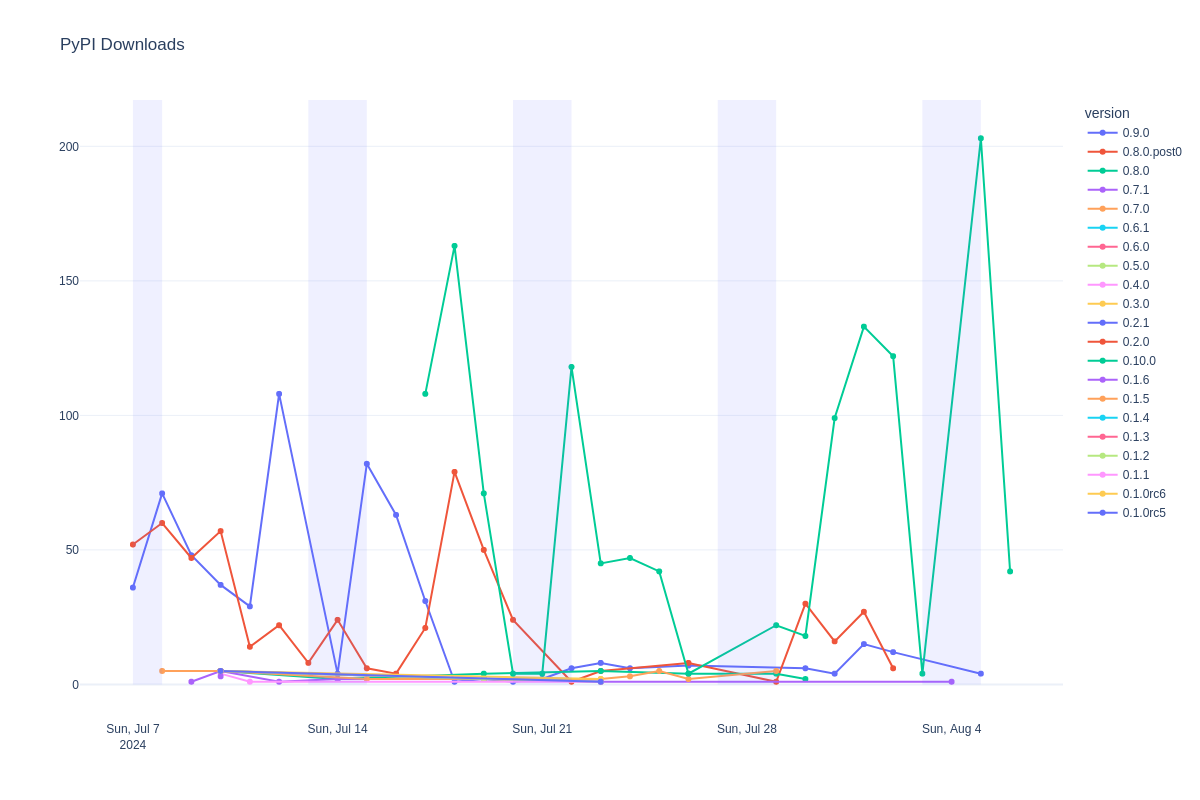 PyPI Downloads
200
150
100
50
0
Sun, Jul 7
2024
Sun, Jul 14
Sun, Jul 21
Sun, Jul 28
Sun, Aug 4
version
0.9.0
0.8.0.post0
0.8.0
0.7.1
0.7.0
0.6.1
0.6.0
0.5.0
0.4.0
0.3.0
0.2.1
0.2.0
0.10.0
0.1.6
0.1.5
0.1.4
0.1.3
0.1.2
0.1.1
0.1.0rc6
0.1.0rc5